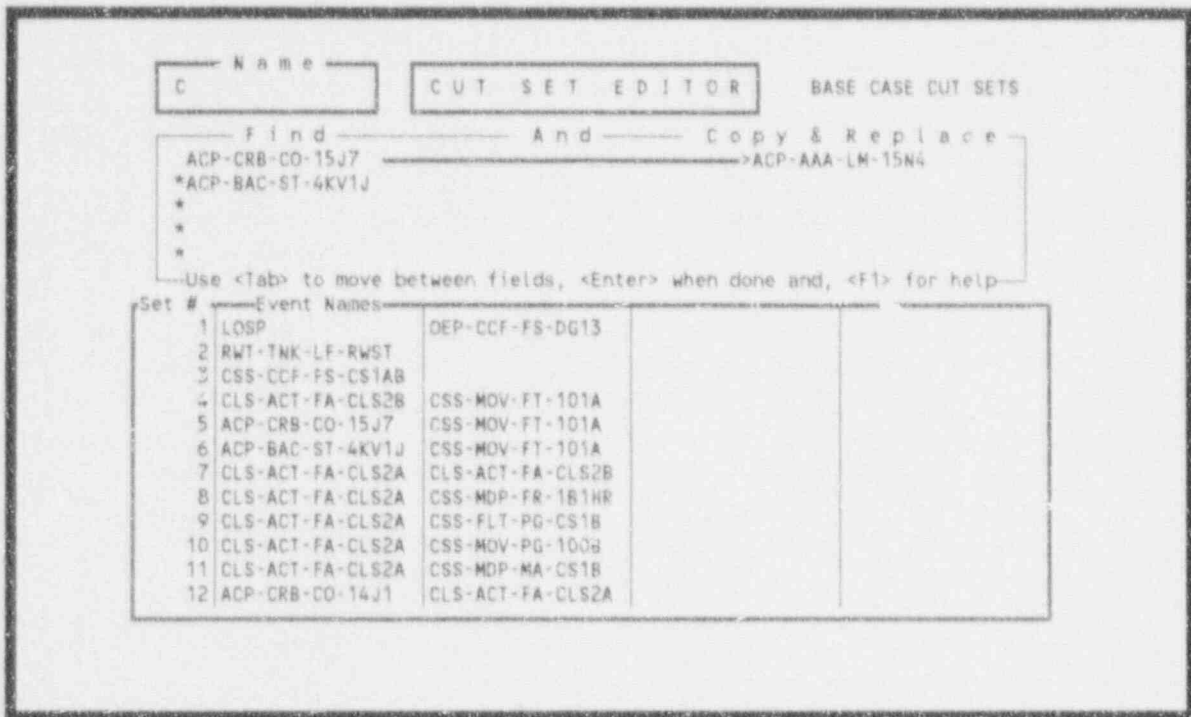 Name
C
CUT SET EDITOR
BASE CASE CUT SETS
Find And Copy & Replace
ACP-CRB-CO-15J7 >ACP-AAA-LM-15N4
*ACP-BAC-ST-4KV1J
*
*
*
Use <Tab> to move between fields, <Enter> when done and, <F1> for help
Set # Event Names
1 LOSP OEP-CCF-FS-DG13
2 RWT-TNK-LF-RWST
3 CSS-CCF-FS-CS1AB
4 CLS-ACT-FA-CLS2B CSS-MOV-FT-101A
5 ACP-CRB-CO-15J7 CSS-MOV-FT-101A
6 ACP-BAC-ST-4KV1J CSS-MOV-FT-101A
7 CLS-ACT-FA-CLS2A CLS-ACT-FA-CLS2B
8 CLS-ACT-FA-CLS2A CSS-MDP-FR-1B1HR
9 CLS-ACT-FA-CLS2A CSS-FLT-PG-CS1B
10 CLS-ACT-FA-CLS2A CSS-MOV-PG-100B
11 CLS-ACT-FA-CLS2A CSS-MDP-MA-CS1B
12 ACP-CRB-CO-14J1 CLS-ACT-FA-CLS2A